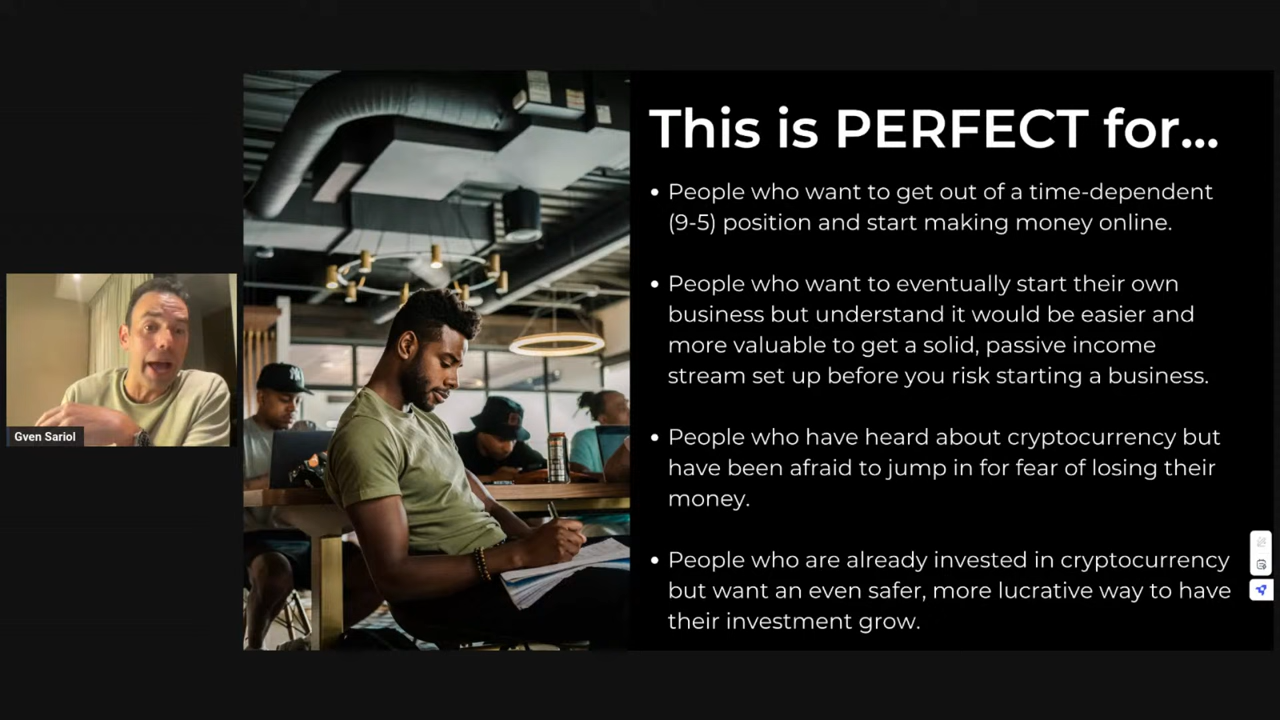 This is PERFECT for...
• People who want to get out of a time-dependent
(9-5) position and start making money online.
• People who want to eventually start their own
business but understand it would be easier and
more valuable to get a solid, passive income
stream set up before you risk starting a business.
• People who have heard about cryptocurrency but
have been afraid to jump in for fear of losing their
money.
• People who are already invested in cryptocurrency
but want an even safer, more lucrative way to have
their investment grow.
Gven Sariol